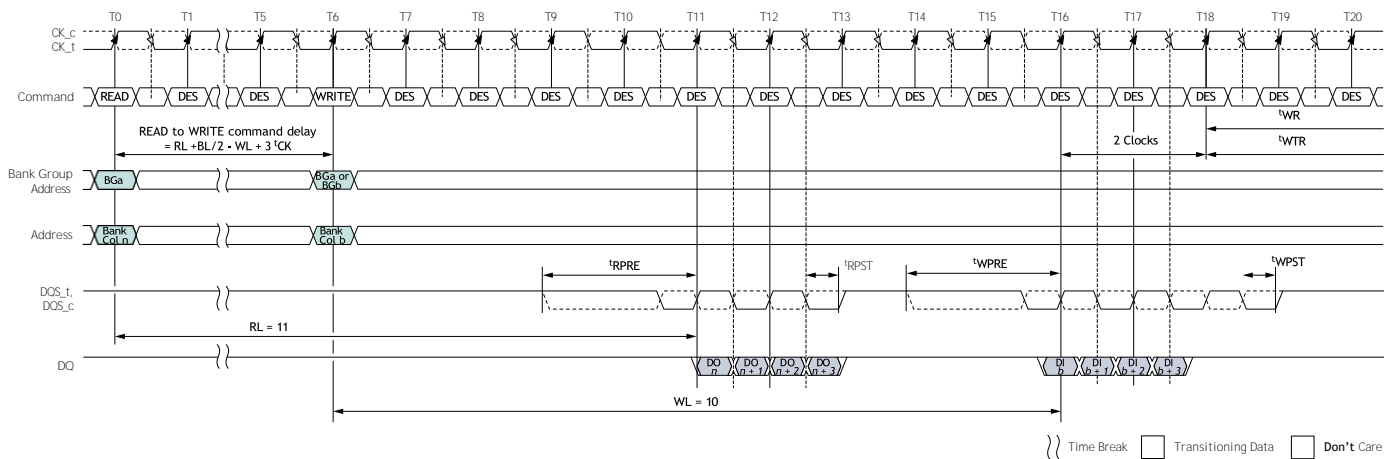 T0 T1 T5 T6 T7 T8 T9 T10 T11 T12 T13 T14 T15 T16 T17 T18 T19 T20
CK_c
CK_t
Command READ DES DES WRITE DES DES DES DES DES DES DES DES DES DES DES DES DES DES
tWR
READ to WRITE command delay
= RL +BL/2 - WL + 3 tCK
2 Clocks tWTR
Bank Group
Address
BGa
BGa or
BGb
Address
Bank
Col n
Bank
Col b
tRPRE tRPST tWPRE tWPST
DQS_t,
DQS_c
RL = 11
DQ
DO
n
DO
n + 1
DO
n + 2
DO
n + 3
DI
b
DI
b + 1
DI
b + 2
DI
b + 3
WL = 10
Time Break Transitioning Data Don't Care